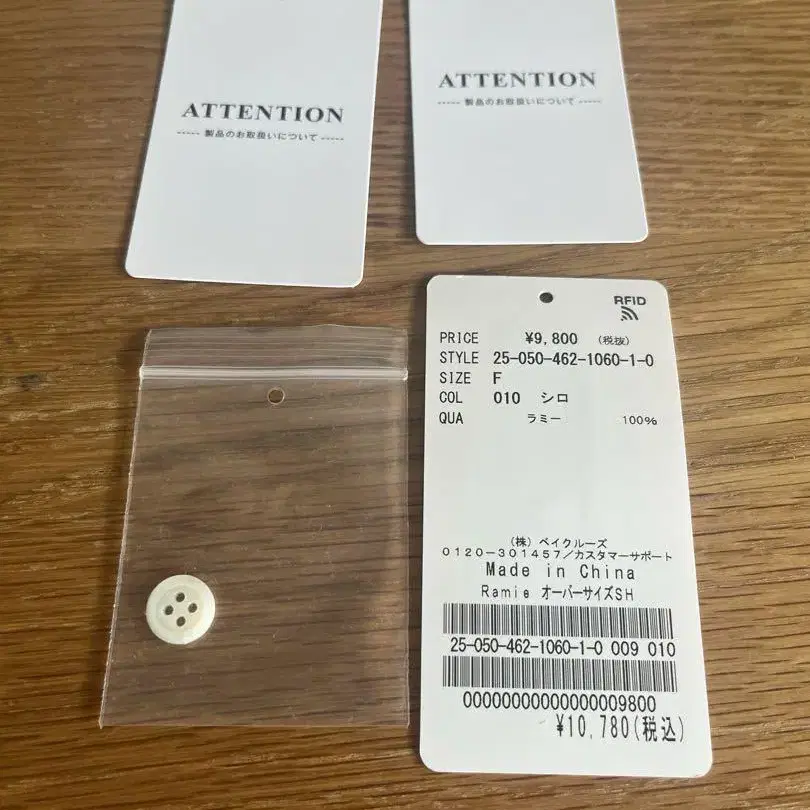 ATTENTION
----- 製品のお取扱いについて -----
ATTENTION
----- 製品のお取扱いについて -----
RFID
PRICE ¥9,800 (税抜)
STYLE 25-050-462-1060-1-0
SIZE F
COL 010 シロ
QUA ラミー 100%
(株) ベイクルーズ
0120-301457/カスタマーサポート
Made in China
Ramie オーバーサイズSH
25-050-462-1060-1-0 009 010
00000000000000009800
¥10,780(税込)